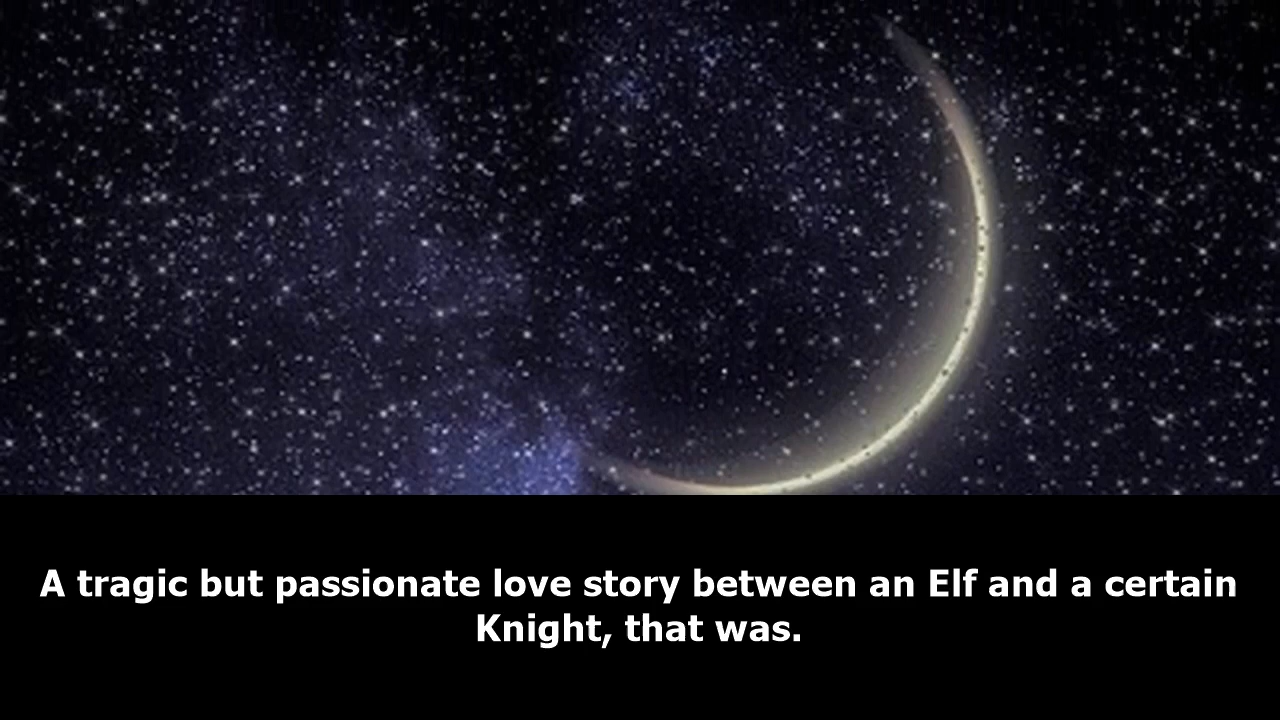 A tragic but passionate love story between an Elf and a certain
Knight, that was.